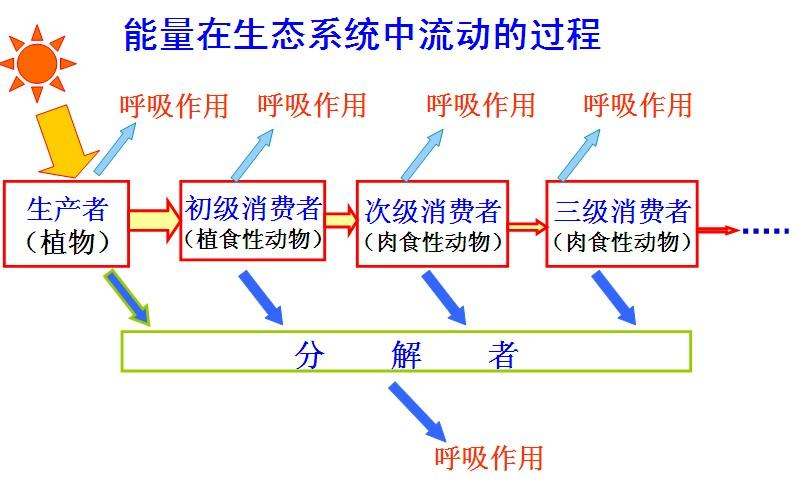 能量在生态系统中流动的过程
呼吸作用 呼吸作用 呼吸作用 呼吸作用
生产者
（植物）
初级消费者
（植食性动物）
次级消费者
（肉食性动物）
三级消费者
（肉食性动物）
分 解 者
呼吸作用